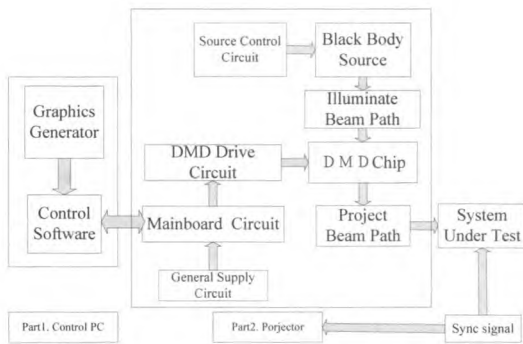 Source Control
Circuit
Black Body
Source
Graphics
Generator
Illuminate
Beam Path
DMD Drive
Circuit
D M D Chip
Control
Software
Mainboard Circuit
Project
Beam Path
System
Under Test
General Supply
Circuit
Part1. Control PC
Part2. Porjector
Sync signal